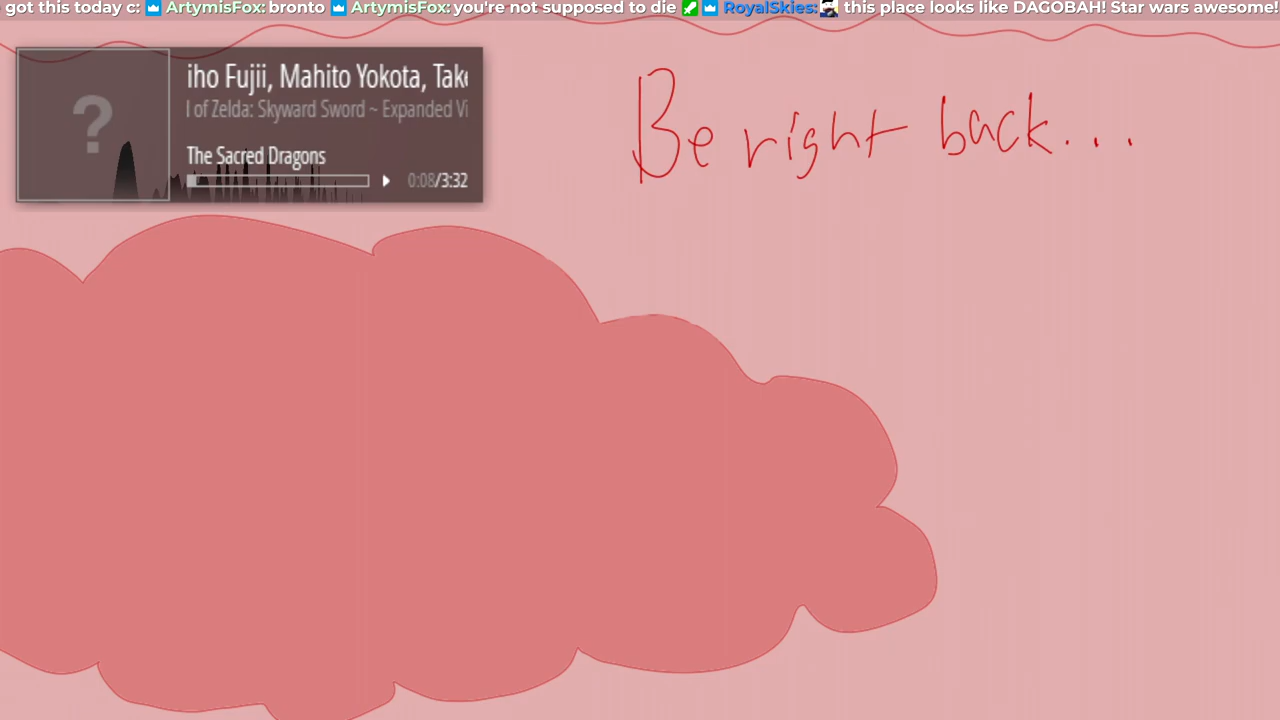 got this today c: ArtymisFox: bronto ArtymisFox: you're not supposed to die RoyalSkies: this place looks like DAGOBAH! Star wars awesome!
iho Fujii, Mahito Yokota, Take
l of Zelda: Skyward Sword ~ Expanded Vi
The Sacred Dragons
0:08/3:32
?
Be right back...